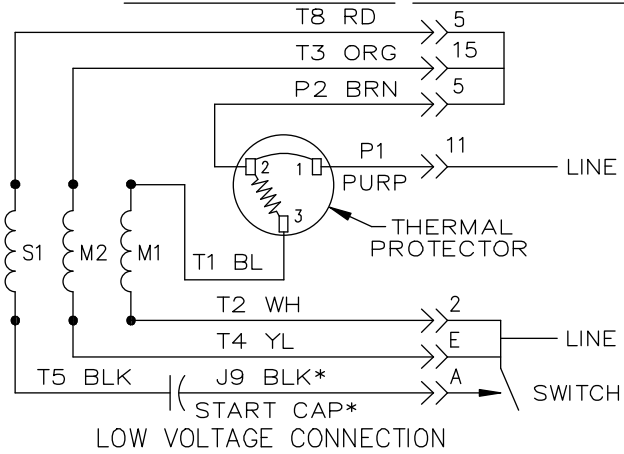 T8 RD 5
T3 ORG 15
P2 BRN 5
P1 11
PURP
LINE
2 1
3
THERMAL
PROTECTOR
S1 M2 M1
T1 BL
T2 WH 2
T4 YL E
LINE
T5 BLK J9 BLK* A
SWITCH
START CAP*
LOW VOLTAGE CONNECTION